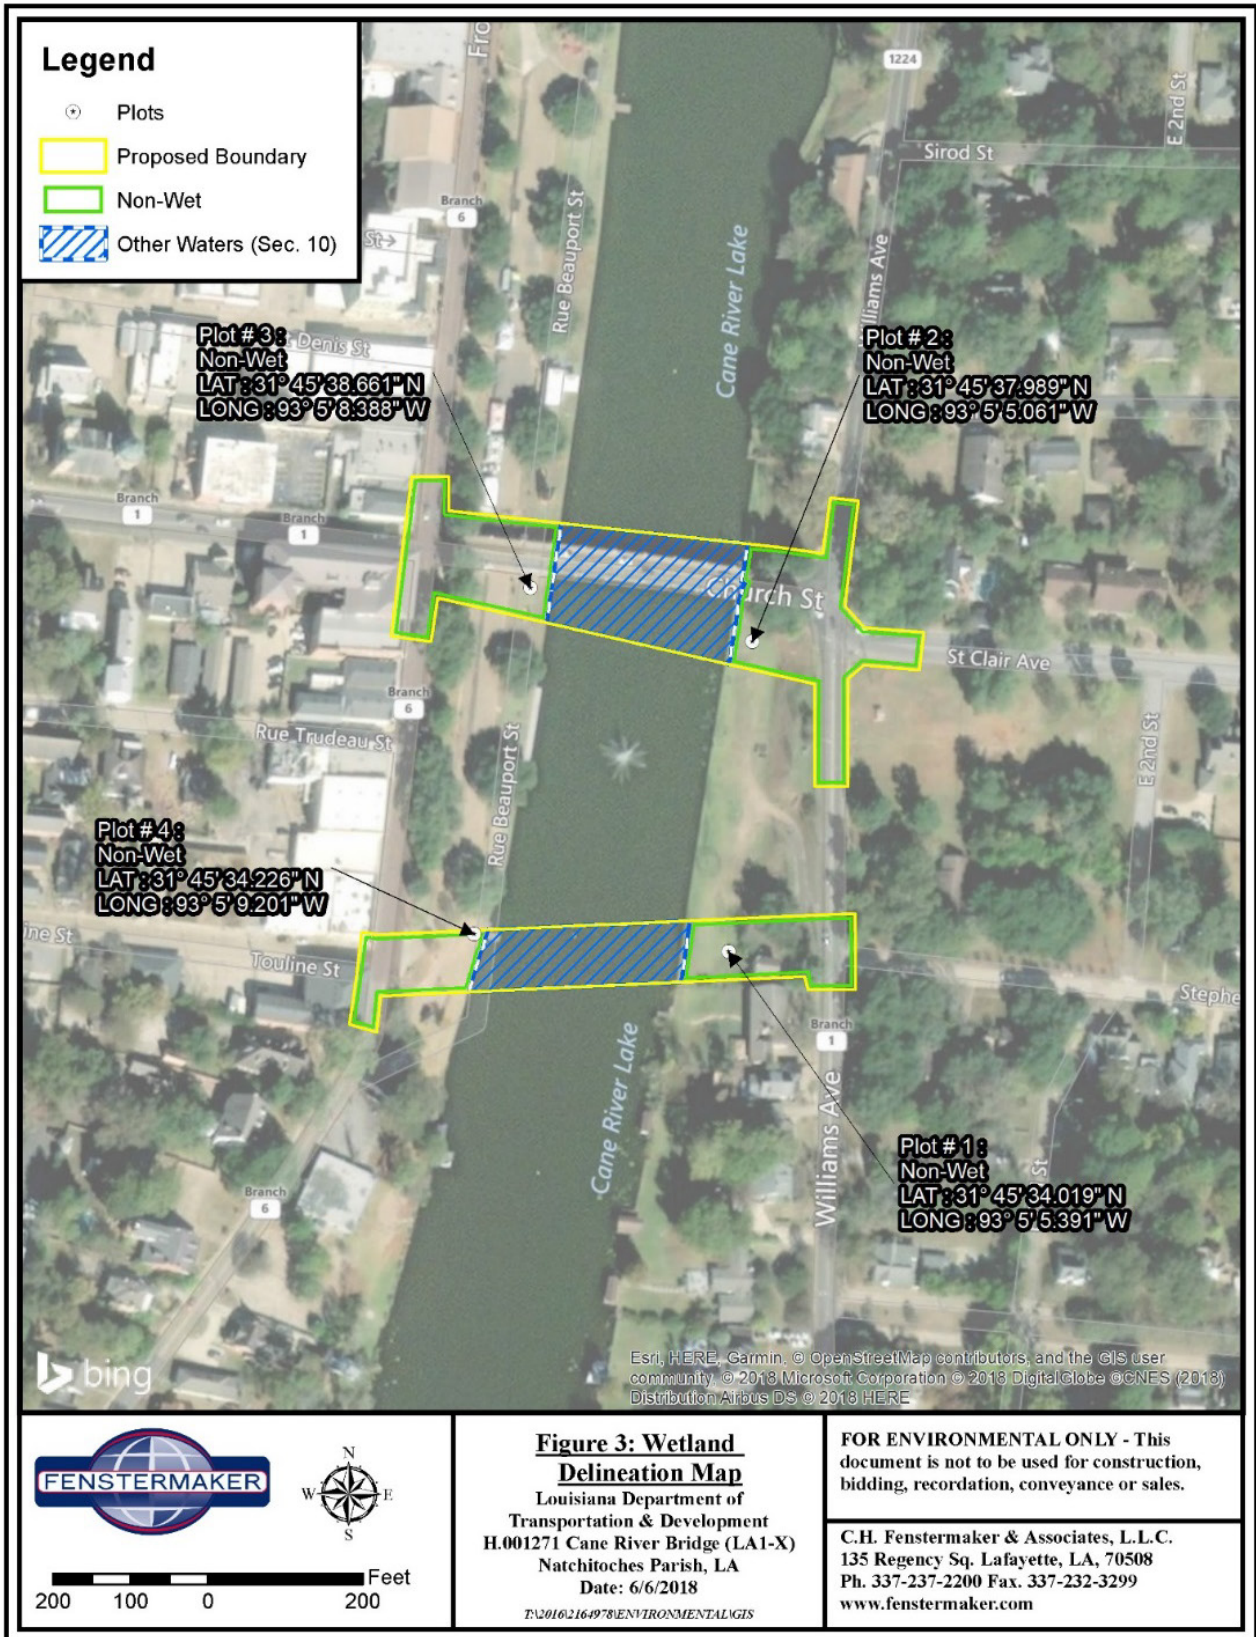 Legend
Plots
Proposed Boundary
Non-Wet
Other Waters (Sec. 10)
Fro
1224
E 2nd St
Sirod St
Branch
6
St→
Rue Beauport St
Cane River Lake
lliams Ave
Denis St
Plot # 3 :
Non-Wet
LAT : 31° 45' 38.661" N
LONG : 93° 5' 8.388" W
Plot # 2 :
Non-Wet
LAT : 31° 45' 37.989" N
LONG : 93° 5' 5.061" W
Branch
1
Branch
1
Church St
St Clair Ave
Branch
6
Rue Trudeau St
Rue Beauport St
E 2nd St
Plot # 4 :
Non-Wet
LAT : 31° 45' 34.226" N
LONG : 93° 5' 9.201" W
ine St
Touline St
Stephe
Branch
1
Cane River Lake
Williams Ave
Plot # 1 :
Non-Wet
LAT : 31° 45' 34.019" N
LONG : 93° 5' 5.391" W
St
Branch
6
bing
Esri, HERE, Garmin, © OpenStreetMap contributors, and the GIS user
community, © 2018 Microsoft Corporation © 2018 DigitalGlobe ©CNES (2018)
Distribution Airbus DS © 2018 HERE
FENSTERMAKER
N
W E
S
Feet
200 100 0 200
Figure 3: Wetland
Delineation Map
Louisiana Department of
Transportation & Development
H.001271 Cane River Bridge (LA1-X)
Natchitoches Parish, LA
Date: 6/6/2018
T:\2016\2164978\ENVIRONMENTAL\GIS
FOR ENVIRONMENTAL ONLY - This
document is not to be used for construction,
bidding, recordation, conveyance or sales.
C.H. Fenstermaker & Associates, L.L.C.
135 Regency Sq. Lafayette, LA, 70508
Ph. 337-237-2200 Fax. 337-232-3299
www.fenstermaker.com